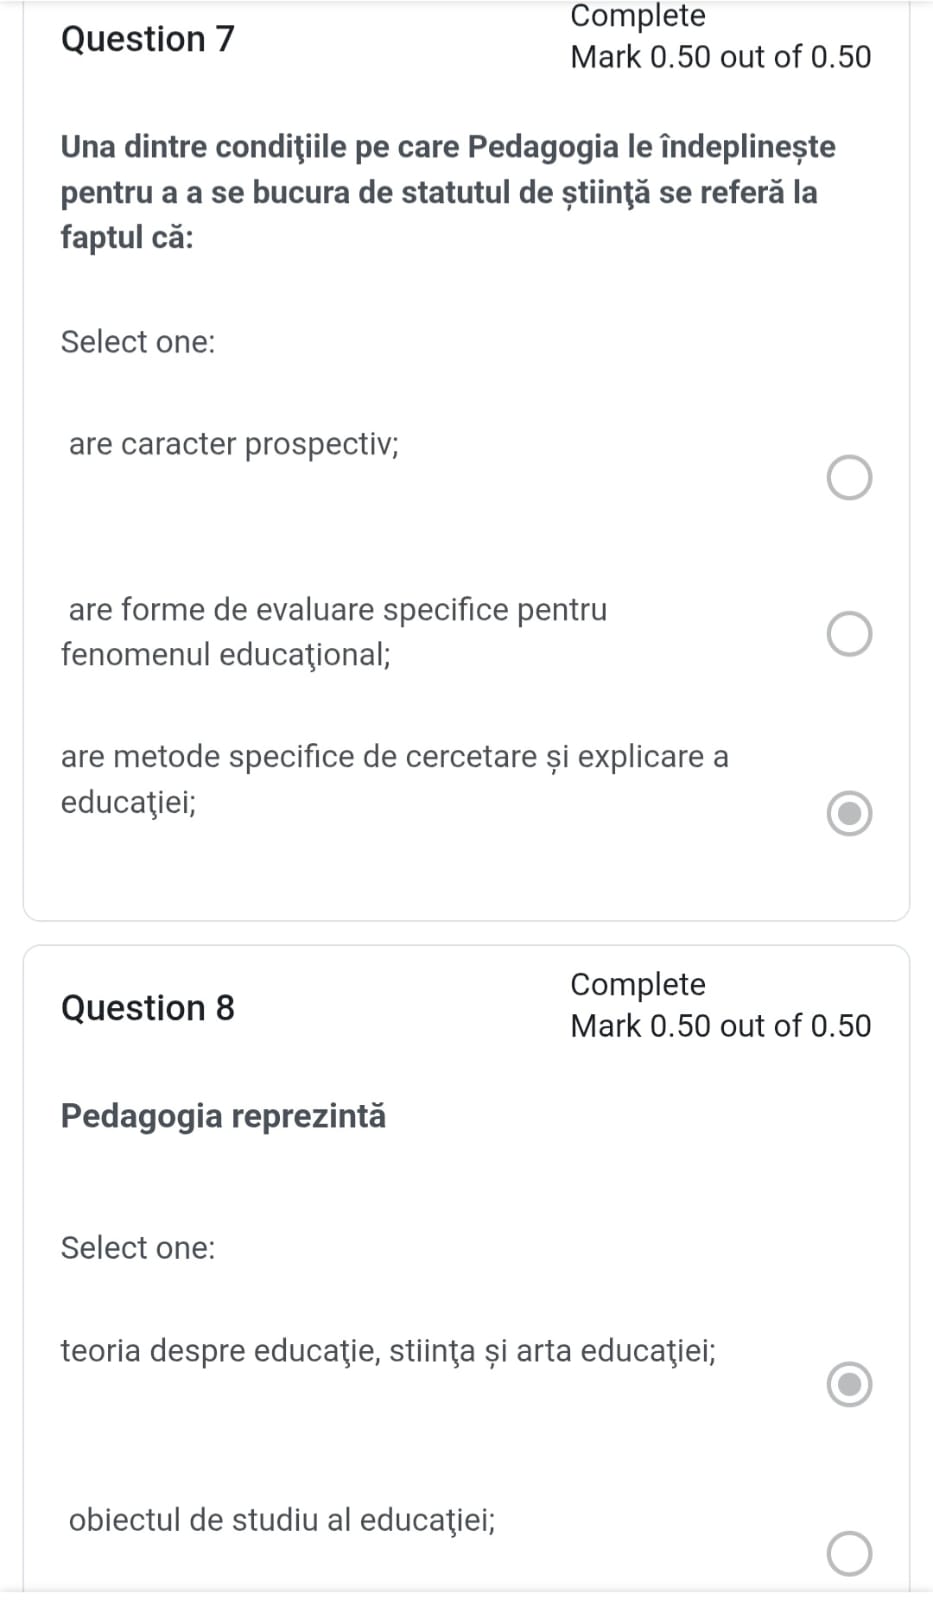 Question 7
Complete
Mark 0.50 out of 0.50
Una dintre condiţiile pe care Pedagogia le îndeplinește
pentru a a se bucura de statutul de știinţă se referă la
faptul că:
Select one:
are caracter prospectiv;
are forme de evaluare specifice pentru
fenomenul educaţional;
are metode specifice de cercetare și explicare a
educaţiei;
Question 8
Complete
Mark 0.50 out of 0.50
Pedagogia reprezintă
Select one:
teoria despre educaţie, stiinţa și arta educaţiei;
obiectul de studiu al educaţiei;